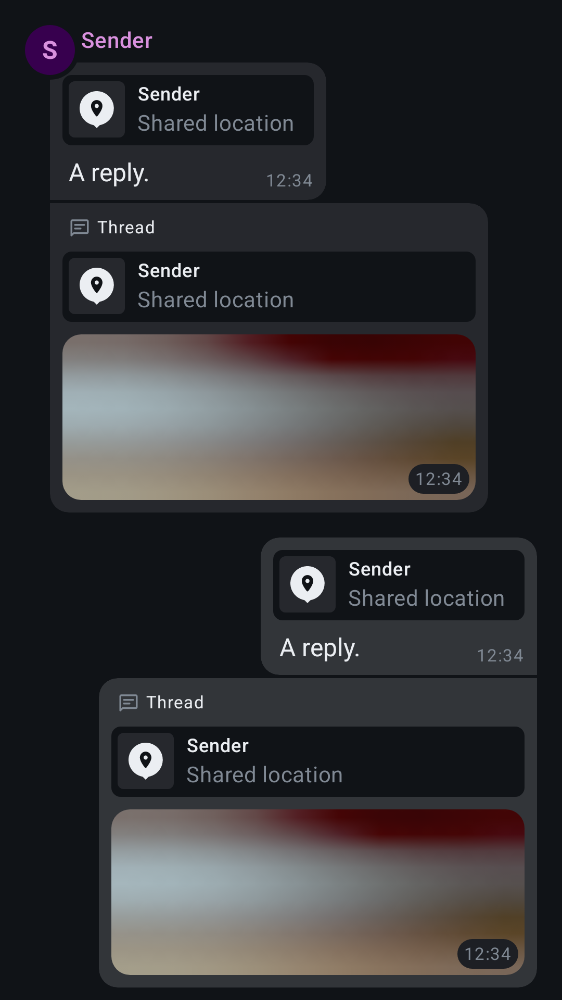 S
Sender
Sender
Shared location
A reply.
12:34
Thread
Sender
Shared location
12:34
Sender
Shared location
A reply.
12:34
Thread
Sender
Shared location
12:34